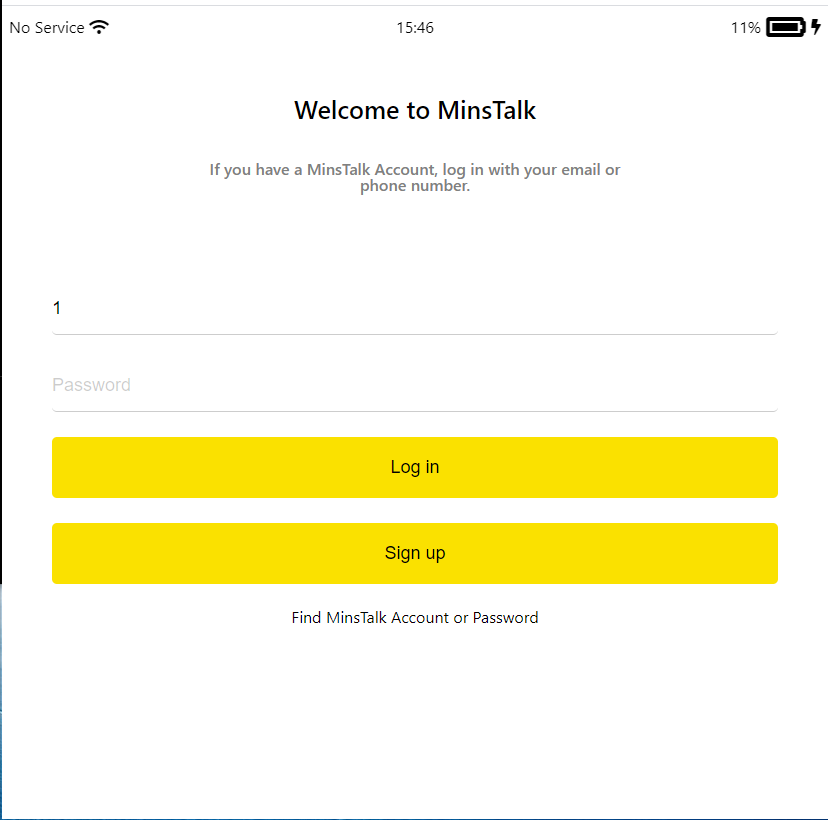 No Service 15:46 11%
Welcome to MinsTalk
If you have a MinsTalk Account, log in with your email or
phone number.
1
Password
Log in
Sign up
Find MinsTalk Account or Password